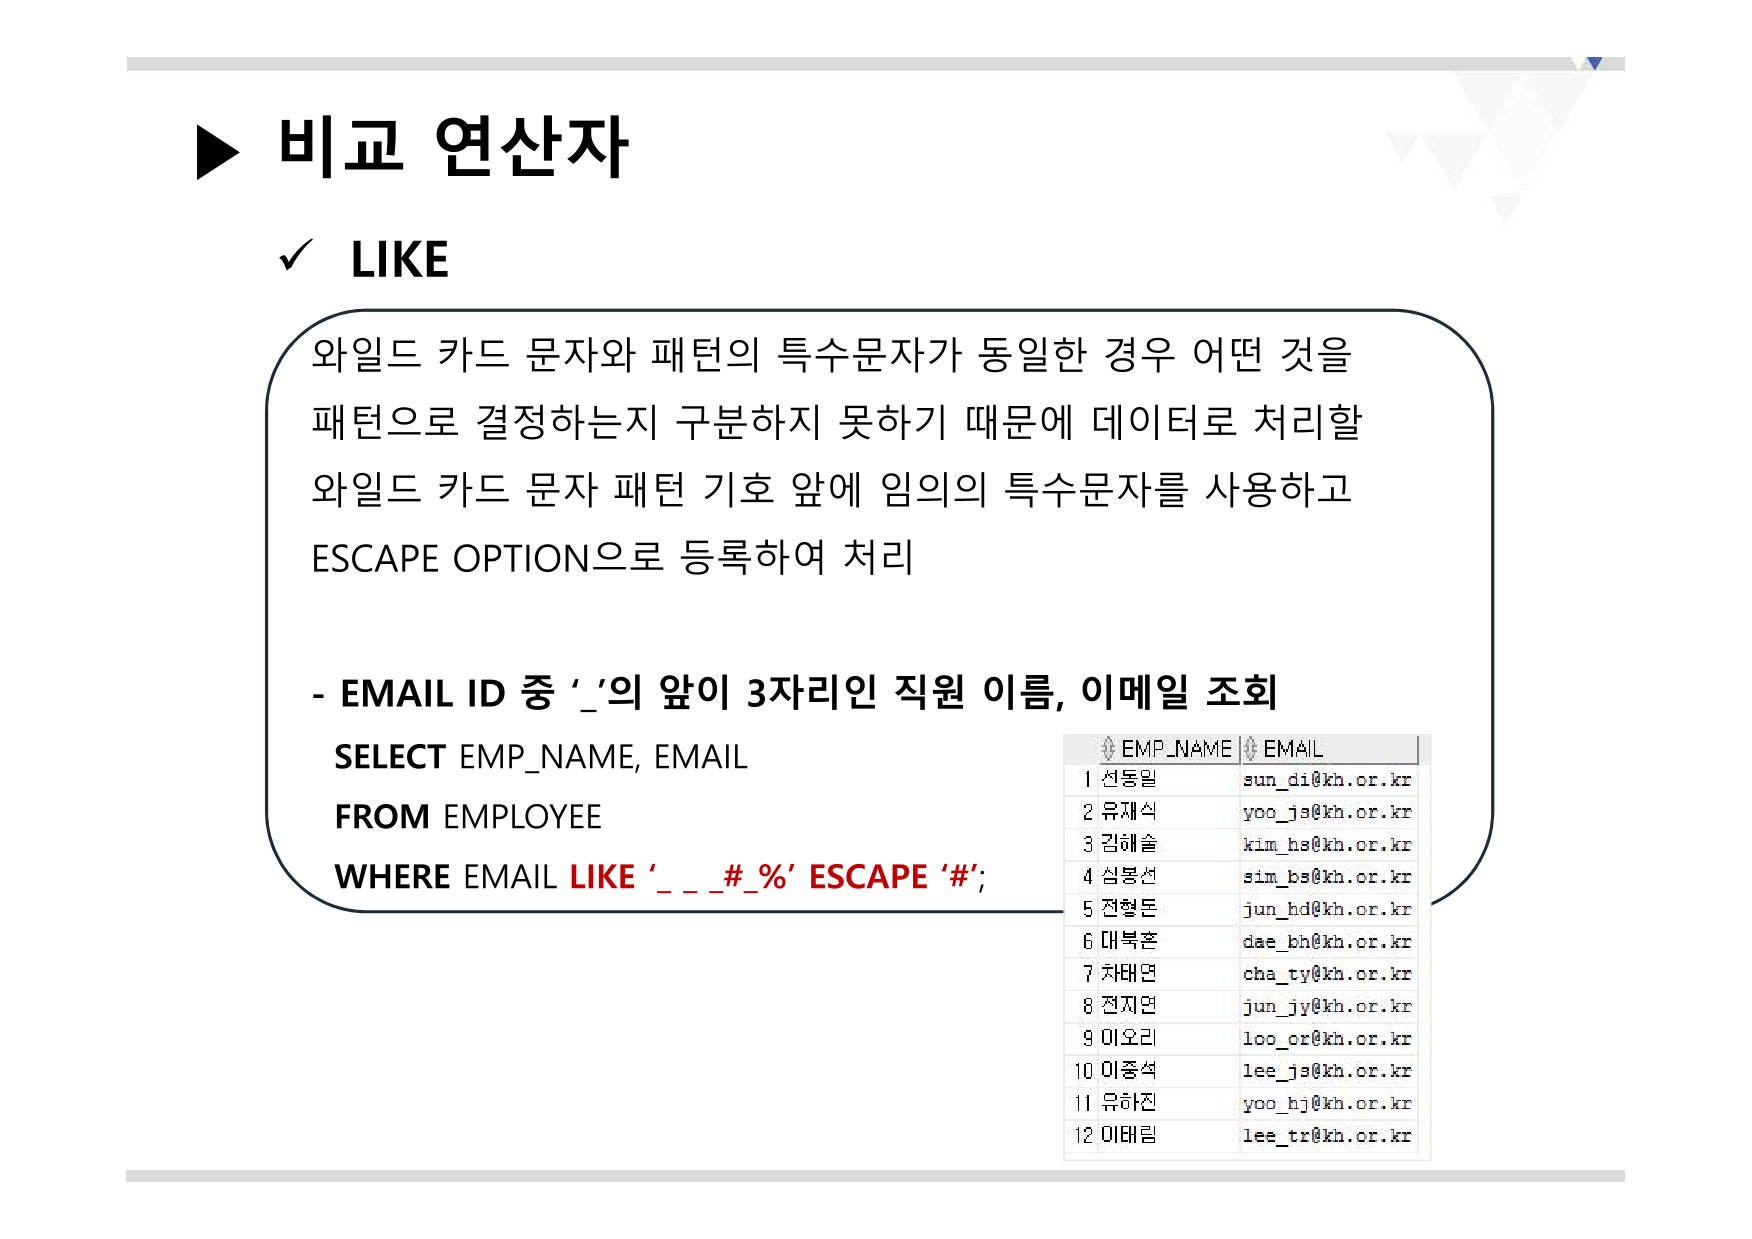 ▶ 비교 연산자
✓ LIKE
와일드 카드 문자와 패턴의 특수문자가 동일한 경우 어떤 것을
패턴으로 결정하는지 구분하지 못하기 때문에 데이터로 처리할
와일드 카드 문자 패턴 기호 앞에 임의의 특수문자를 사용하고
ESCAPE OPTION으로 등록하여 처리
- EMAIL ID 중 ‘_’의 앞이 3자리인 직원 이름, 이메일 조회
SELECT EMP_NAME, EMAIL
FROM EMPLOYEE
WHERE EMAIL LIKE ‘_ _ _#_%’ ESCAPE ‘#’;
EMP_NAME EMAIL
1 선동일 sun_di@kh.or.kr
2 유재식 yoo_js@kh.or.kr
3 김해술 kim_hs@kh.or.kr
4 심봉선 sim_bs@kh.or.kr
5 전형돈 jun_hd@kh.or.kr
6 대북혼 dae_bh@kh.or.kr
7 차태연 cha_ty@kh.or.kr
8 전지연 jun_jy@kh.or.kr
9 이오리 loo_or@kh.or.kr
10 이중석 lee_js@kh.or.kr
11 유하진 yoo_hj@kh.or.kr
12 이태림 lee_tr@kh.or.kr